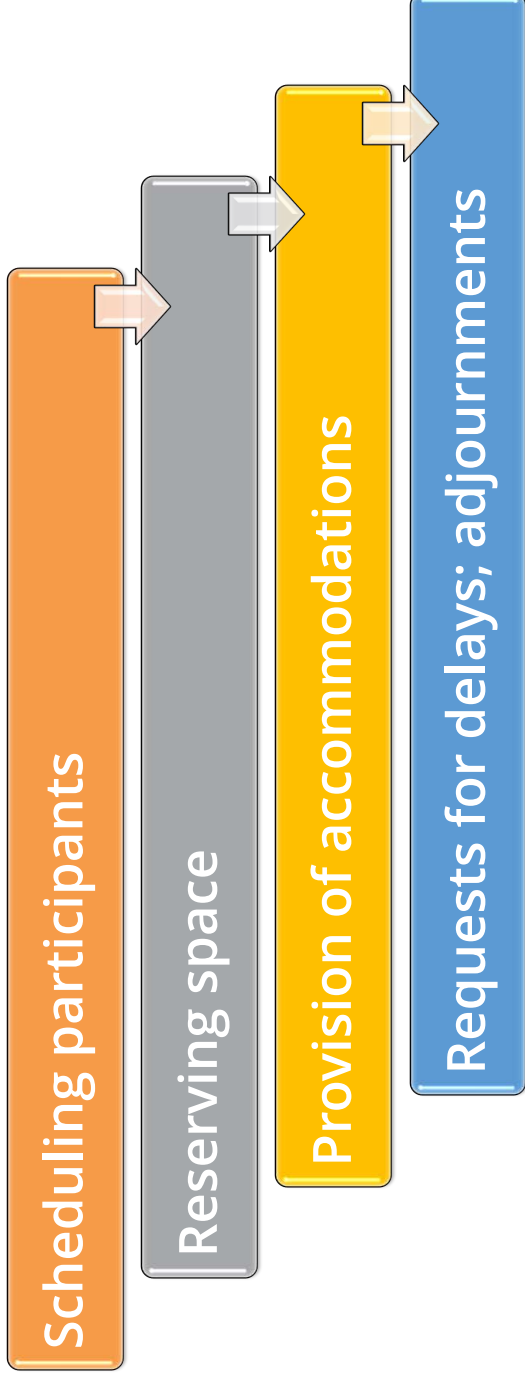 Scheduling participants
Reserving space
Provision of accommodations
Requests for delays; adjournments